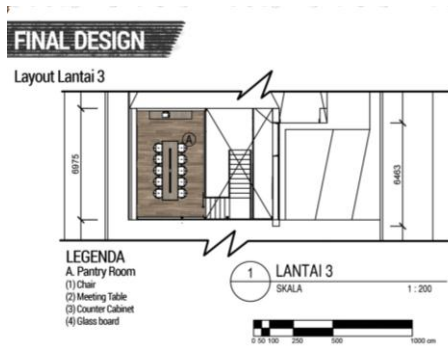 FINAL DESIGN
Layout Lantai 3
6975
A
6463
LEGENDA
A. Pantry Room
(1) Chair
(2) Meeting Table
(3) Counter Cabinet
(4) Glass board
1
LANTAI 3
SKALA
1 : 200
0 50 100 250 500 1000 cm